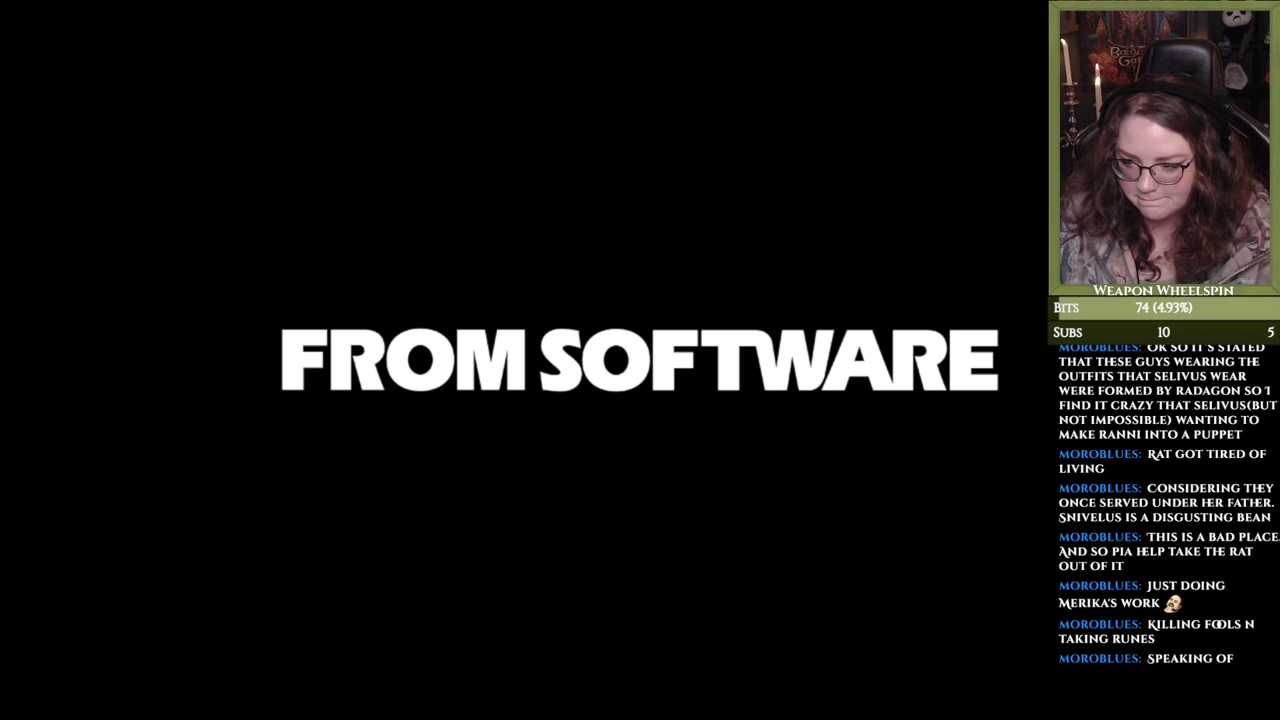 FROMSOFTWARE
Weapon Wheelspin
Bits 74 (4.93%)
Subs 10 5
moroblues: Ok so it's stated
that these guys wearing the
outfits that Selivus wear
were formed by Radagon so I
find it crazy that Selivus(but
not impossible) wanting to
make Ranni into a puppet
moroblues: Rat got tired of
living
moroblues: Considering they
once served under her father.
Snivelus is a disgusting bean
moroblues: This is a bad place.
And so Pia help take the rat
out of it
moroblues: Just doing
Merika's work
moroblues: Killing fools n
taking runes
moroblues: Speaking of